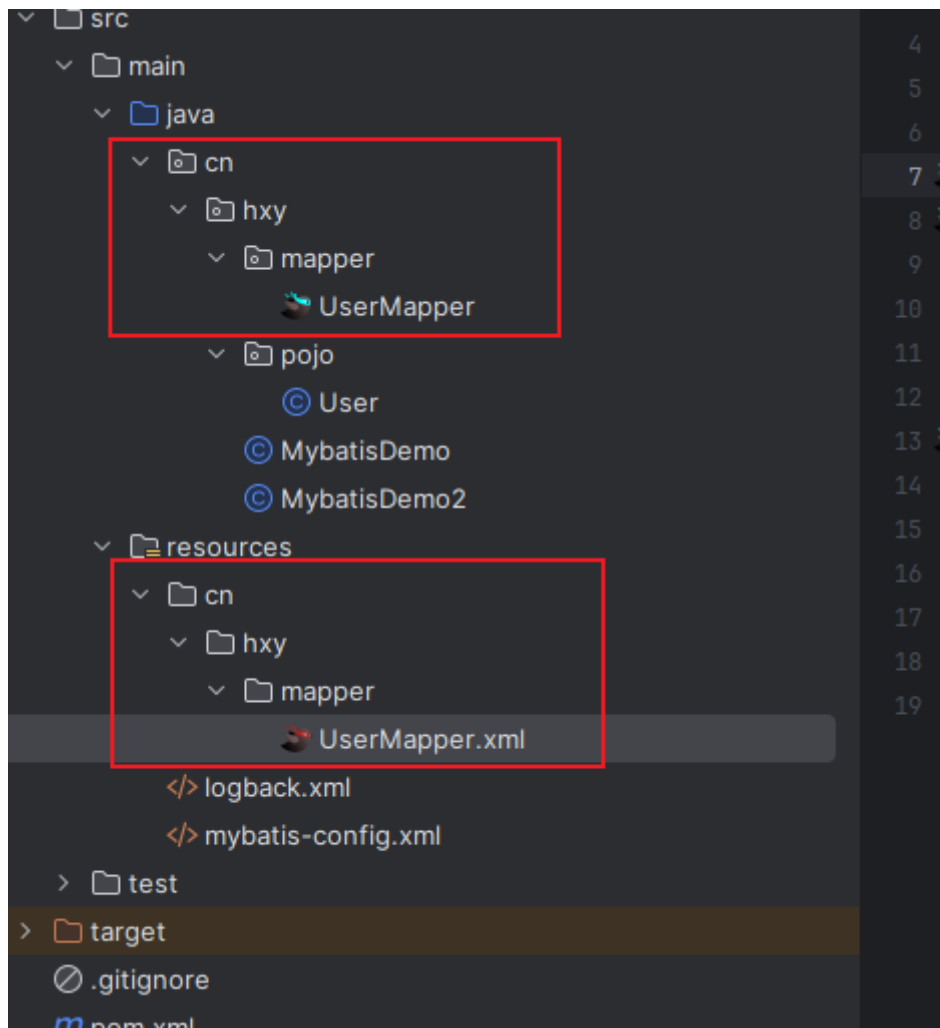 src
4
main
5
java
6
cn
7
hxy
8
mapper
9
UserMapper
10
pojo
11
User
12
MybatisDemo
13
MybatisDemo2
14
resources
15
cn
16
hxy
17
mapper
18
UserMapper.xml
19
logback.xml
mybatis-config.xml
test
target
.gitignore
pom.xml